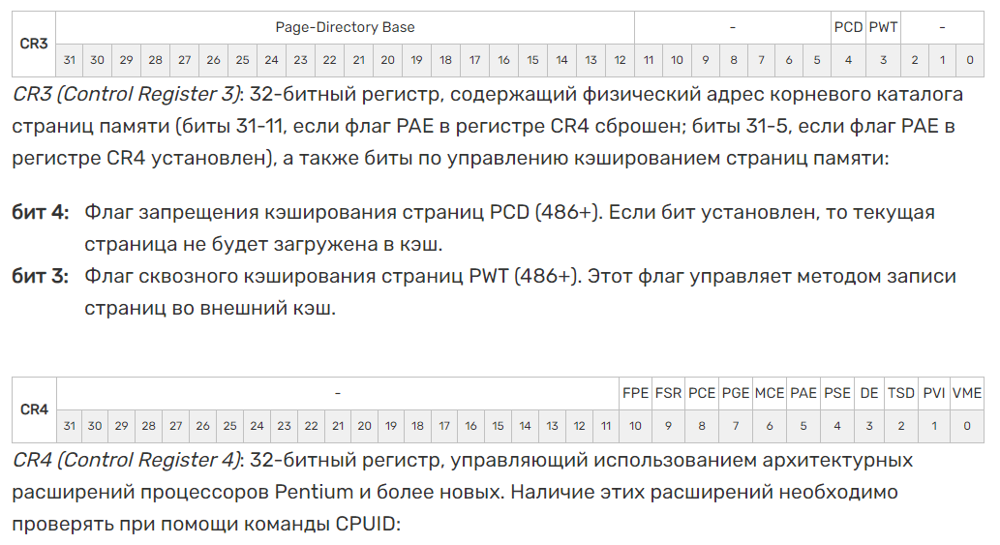 CR3 Page-Directory Base - PCD PWT -
31 30 29 28 27 26 25 24 23 22 21 20 19 18 17 16 15 14 13 12 11 10 9 8 7 6 5 4 3 2 1 0
CR3 (Control Register 3): 32-битный регистр, содержащий физический адрес корневого каталога
страниц памяти (биты 31-11, если флаг PAE в регистре CR4 сброшен; биты 31-5, если флаг PAE в
регистре CR4 установлен), а также биты по управлению кэшированием страниц памяти:
бит 4: Флаг запрещения кэширования страниц PCD (486+). Если бит установлен, то текущая
страница не будет загружена в кэш.
бит 3: Флаг сквозного кэширования страниц PWT (486+). Этот флаг управляет методом записи
страниц во внешний кэш.
CR4 - FPE FSR PCE PGE MCE PAE PSE DE TSD PVI VME
31 30 29 28 27 26 25 24 23 22 21 20 19 18 17 16 15 14 13 12 11 10 9 8 7 6 5 4 3 2 1 0
CR4 (Control Register 4): 32-битный регистр, управляющий использованием архитектурных
расширений процессоров Pentium и более новых. Наличие этих расширений необходимо
проверять при помощи команды CPUID: